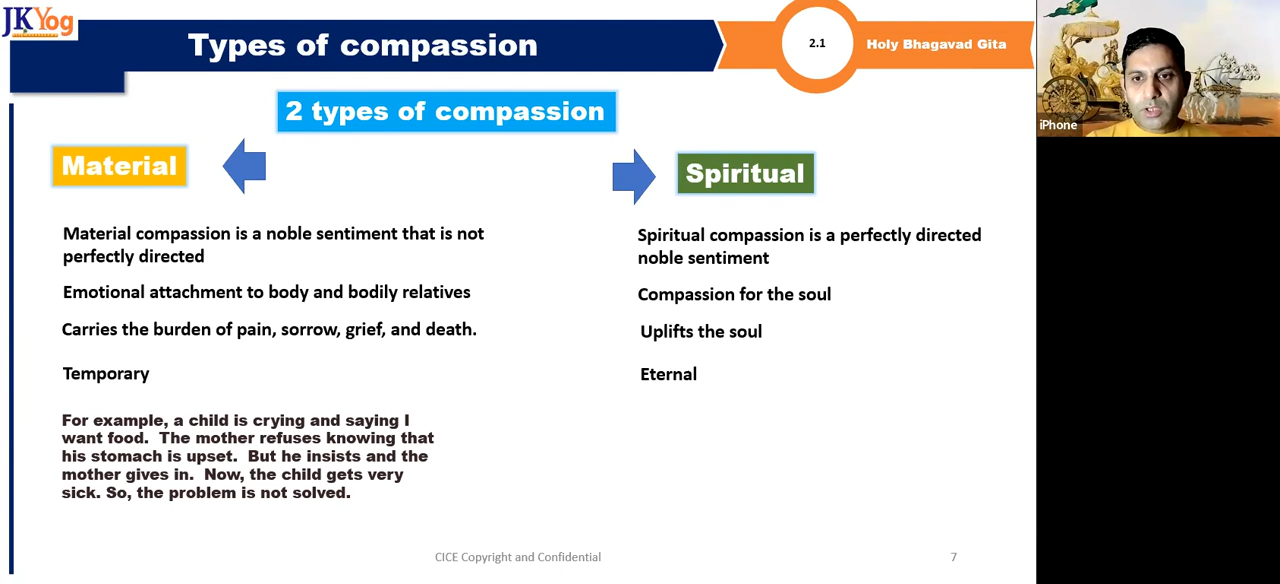 JKYog
Types of compassion
2.1
Holy Bhagavad Gita
iPhone
2 types of compassion
Material
Spiritual
Material compassion is a noble sentiment that is not
perfectly directed
Emotional attachment to body and bodily relatives
Carries the burden of pain, sorrow, grief, and death.
Temporary
For example, a child is crying and saying I
want food.  The mother refuses knowing that
his stomach is upset.  But he insists and the
mother gives in.  Now, the child gets very
sick. So, the problem is not solved.
Spiritual compassion is a perfectly directed
noble sentiment
Compassion for the soul
Uplifts the soul
Eternal
CICE Copyright and Confidential
7